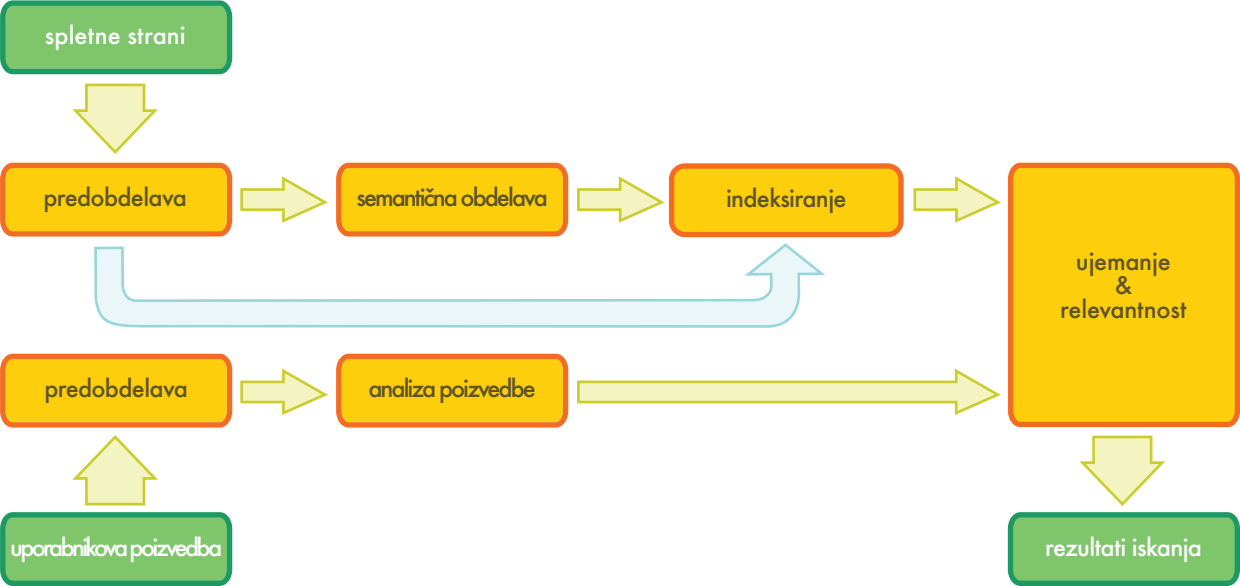 spletne strani
predobdelava
semantična obdelava
indeksiranje
ujemanje
&
relevantnost
predobdelava
analiza poizvedbe
uporabnikova poizvedba
rezultati iskanja